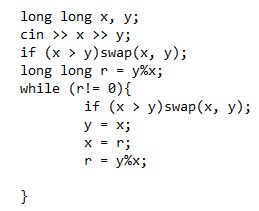 long long x, y;
cin >> x >> y;
if (x > y)swap(x, y);
long long r = y%x;
while (r!= 0){
        if (x > y)swap(x, y);
        y = x;
        x = r;
        r = y%x;
}